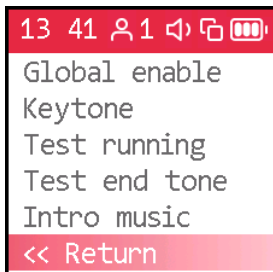 13 41 1
Global enable
Keytone
Test running
Test end tone
Intro music
<< Return